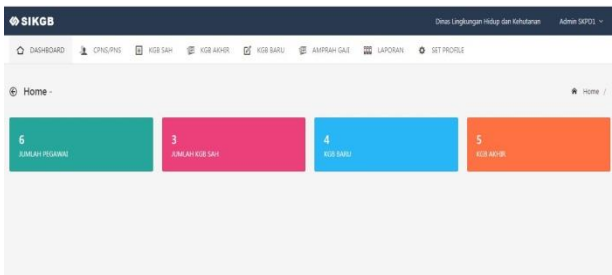 SIKGB Dinas Lingkungan Hidup dan Kehutanan Admin SKPD1
DASHBOARD CPNS/PNS KGB SAH KGB AKHIR KGB BARU AMPRAH GAJI LAPORAN SET PROFILE
Home - Home /
6 3 4 5
JUMLAH PEGAWAI JUMLAH KGB SAH KGB BARU KGB AKHIR